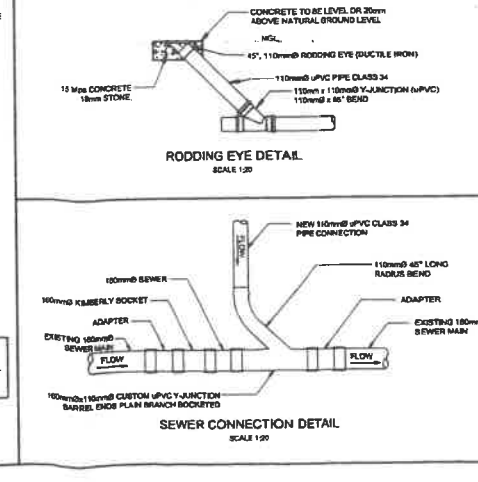 CONCRETE TO BE LEVEL OR 20mm
ABOVE NATURAL GROUND LEVEL
NGL
45°, 110mmØ RODDING EYE (DUCTILE IRON)
110mmØ uPVC PIPE CLASS 34
15 Mpa CONCRETE
19mm STONE.
110mm x 110mmØ Y-JUNCTION (uPVC)
110mmØ x 45° BEND
RODDING EYE DETAIL
SCALE 1:20
NEW 110mmØ uPVC CLASS 34
PIPE CONNECTION
FLOW
110mmØ 45° LONG
RADIUS BEND
160mmØ SEWER
160mmØ KIMBERLY SOCKET
ADAPTER
ADAPTER
EXISTING 160mmØ
SEWER MAIN
EXISTING 160mm
SEWER MAIN
FLOW
FLOW
160mmØx110mmØ CUSTOM uPVC Y-JUNCTION
BARREL ENDS PLAIN BRANCH SOCKETED
SEWER CONNECTION DETAIL
SCALE 1:20